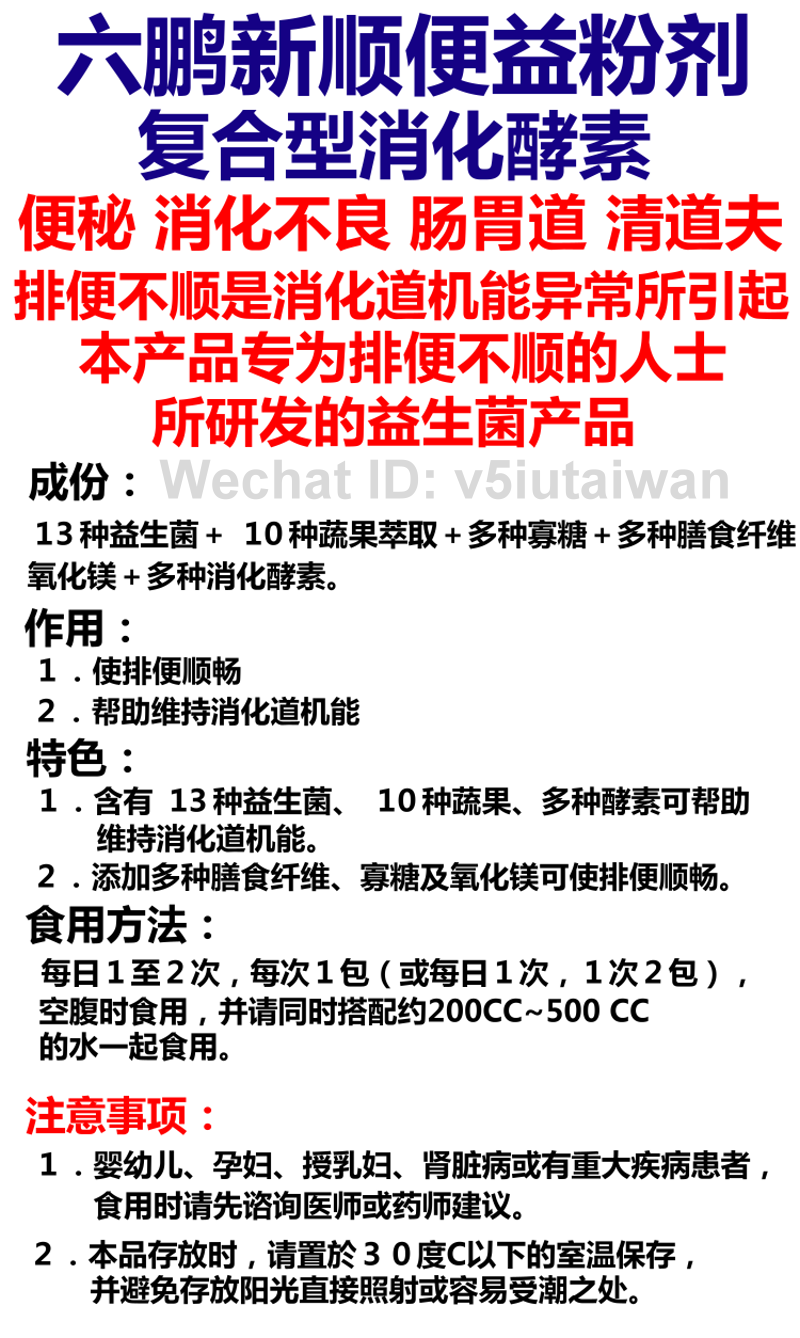 六鹏新顺便益粉剂
复合型消化酵素
便秘 消化不良 肠胃道 清道夫
排便不顺是消化道机能异常所引起
本产品专为排便不顺的人士
所研发的益生菌产品
成份：
Wechat ID: v5iutaiwan
13种益生菌＋ 10种蔬果萃取＋多种寡糖＋多种膳食纤维
氧化镁＋多种消化酵素。
作用：
１．使排便顺畅
２．帮助维持消化道机能
特色：
１．含有 13种益生菌、 10种蔬果、多种酵素可帮助
维持消化道机能。
２．添加多种膳食纤维、寡糖及氧化镁可使排便顺畅。
食用方法：
每日１至２次，每次１包（或每日１次，１次２包），
空腹时食用，并请同时搭配约200CC~500 CC
的水一起食用。
注意事项：
１．婴幼儿、孕妇、授乳妇、肾脏病或有重大疾病患者，
食用时请先谘询医师或药师建议。
２．本品存放时，请置於３０度C以下的室温保存，
并避免存放阳光直接照射或容易受潮之处。